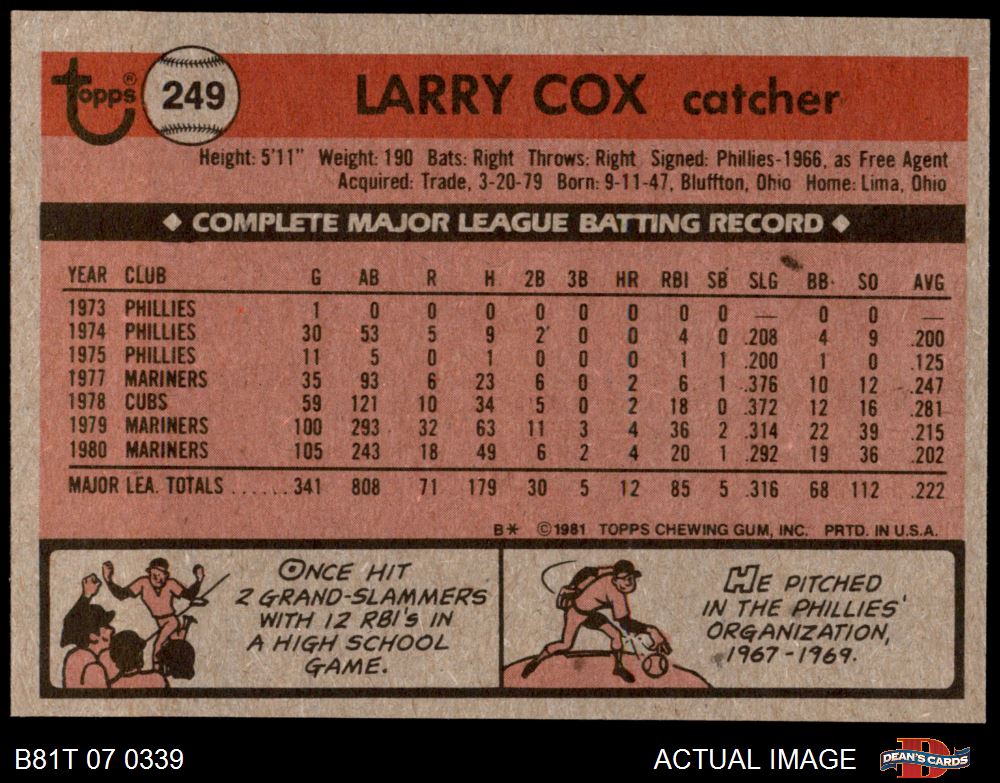 Topps®
249
LARRY COX catcher
Height: 5'11" Weight: 190 Bats: Right Throws: Right Signed: Phillies-1966, as Free Agent
Acquired: Trade, 3-20-79 Born: 9-11-47, Bluffton, Ohio Home: Lima, Ohio
◆ COMPLETE MAJOR LEAGUE BATTING RECORD ◆
YEAR CLUB G AB R H 2B 3B HR RBI SB SLG BB SO AVG
1973 PHILLIES 1 0 0 0 0 0 0 0 0 — 0 0 —
1974 PHILLIES 30 53 5 9 2 0 0 4 0 .208 4 9 .200
1975 PHILLIES 11 5 0 1 0 0 0 1 1 .200 1 0 .125
1977 MARINERS 35 93 6 23 6 0 2 6 1 .376 10 12 .247
1978 CUBS 59 121 10 34 5 0 2 18 0 .372 12 16 .281
1979 MARINERS 100 293 32 63 11 3 4 36 2 .314 22 39 .215
1980 MARINERS 105 243 18 49 6 2 4 20 1 .292 19 36 .202
MAJOR LEA. TOTALS ......341 808 71 179 30 5 12 85 5 .316 68 112 .222
B* ©1981 TOPPS CHEWING GUM, INC. PRTD. IN U.S.A.
ONCE HIT
2 GRAND-SLAMMERS
WITH 12 RBI'S IN
A HIGH SCHOOL
GAME.
HE PITCHED
IN THE PHILLIES'
ORGANIZATION,
1967-1969.
B81T 07 0339
ACTUAL IMAGE
DEAN'S CARDS